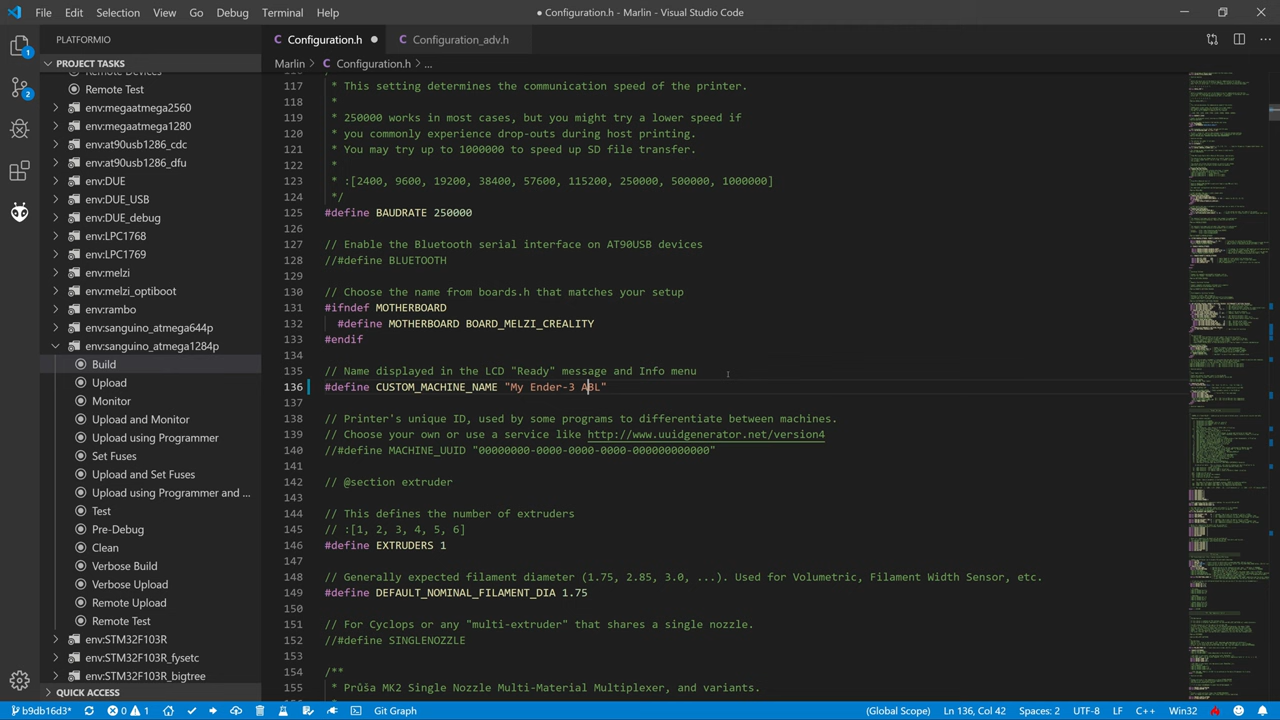 File Edit Selection View Go Debug Terminal Help
● Configuration.h - Marlin - Visual Studio Code
PLATFORMIO
PROJECT TASKS
Remote Devices
Remote Test
env:megaatmega2560
env:megaatmega1280
env:at90usb1286_cdc
env:at90usb1286_dfu
env:DUE
env:DUE_USB
env:DUE_debug
env:LPC1768
env:LPC1769
env:melzi
env:melzi_optiboot
env:rambo
env:sanguino_atmega644p
env:sanguino_atmega1284p
Build
Upload
Monitor
Upload and Monitor
Upload using Programmer
Set Fuses
Upload and Set Fuses
Upload using Programmer and ...
Test
Pre-Debug
Clean
Verbose Build
Verbose Upload
Remote Upload
Remote Test
env:STM32F103R
env:STM32F103R_fysetc
env:STM32F103R_bigtree
QUICK ACCESS
1
2
Configuration.h ● Configuration_adv.h
Marlin > Configuration.h > ...
117 * This setting determines the communication speed of the printer.
118 *
119 * 250000 works in most cases, but you might try a lower speed if
120 * you commonly experience drop-outs during host printing.
121 * You may try up to 1000000 to speed up SD file transfer.
122 *
123 * :[2400, 9600, 19200, 38400, 57600, 115200, 250000, 500000, 1000000]
124 */
125 #define BAUDRATE 250000
126
127 // Enable the Bluetooth serial interface on AT90USB devices
128 //#define BLUETOOTH
129
130 // Choose the name from boards.h that matches your setup
131 #ifndef MOTHERBOARD
132 #define MOTHERBOARD BOARD_MELZI_CREALITY
133 #endif
134
135 // Name displayed in the LCD "Ready" message and Info menu
136 #define CUSTOM_MACHINE_NAME "My Ender-3 ABL"
137
138 // Printer's unique ID, used by some programs to differentiate between machines.
139 // Choose your own or use a service like http://www.uuidgenerator.net/version4
140 //#define MACHINE_UUID "00000000-0000-0000-0000-000000000000"
141
142 // @section extruder
143
144 // This defines the number of extruders
145 // :[1, 2, 3, 4, 5, 6]
146 #define EXTRUDERS 1
147
148 // Generally expected filament diameter (1.75, 2.85, 3.0, ...). Used for Volumetric, Filament Width Sensor, etc.
149 #define DEFAULT_NOMINAL_FILAMENT_DIA 1.75
150
151 // For Cyclops or any "multi-extruder" that shares a single nozzle.
152 //#define SINGLENOZZLE
153
154 /**
155 * Průša MK2 Single Nozzle Multi-Material Multiplexer, and variants.
b9db16d3* 0 Git Graph (Global Scope) Ln 136, Col 42 Spaces: 2 UTF-8 LF C++ Win32